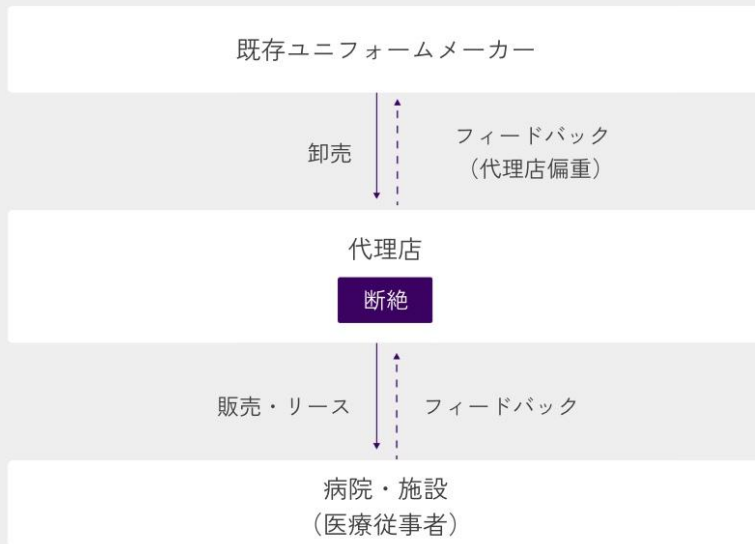 既存ユニフォームメーカー
卸売
フィードバック
（代理店偏重）
代理店
断絶
販売・リース
フィードバック
病院・施設
（医療従事者）